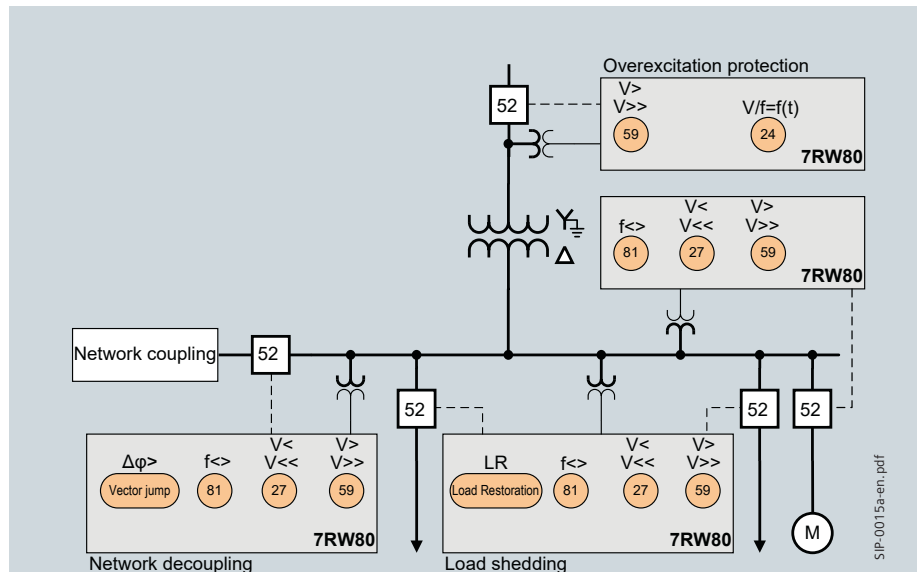 Overexcitation protection
V>
V>>
V/f=f(t)
52
59
24
7RW80
V<
V>
f<>
V<<
V>>
81
27
59
7RW80
Network coupling
52
52
52
52
V<
V>
Δφ>
f<>
V<<
V>>
Vector jump
81
27
59
7RW80
Network decoupling
V<
V>
LR
f<>
V<<
V>>
Load Restoration
81
27
59
7RW80
Load shedding
M
SIP-0015a-en.pdf